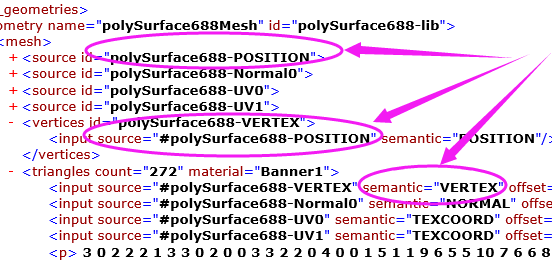 _geometries>
ometry name="polySurface688Mesh" id="polySurface688-lib">
<mesh>
+ <source id="polySurface688-POSITION">
+ <source id="polySurface688-Normal0">
+ <source id="polySurface688-UV0">
+ <source id="polySurface688-UV1">
- <vertices id="polySurface688-VERTEX">
<input source="#polySurface688-POSITION" semantic="POSITION"/>
</vertices>
- <triangles count="272" material="Banner1">
<input source="#polySurface688-VERTEX" semantic="VERTEX" offset=
<input source="#polySurface688-Normal0" semantic="NORMAL" offset=
<input source="#polySurface688-UV0" semantic="TEXCOORD" offset=
<input source="#polySurface688-UV1" semantic="TEXCOORD" offset=
<p> 3 0 2 2 2 1 3 3 0 2 0 0 3 3 2 0 4 0 0 1 5 1 1 9 6 5 5 10 7 6 6 8